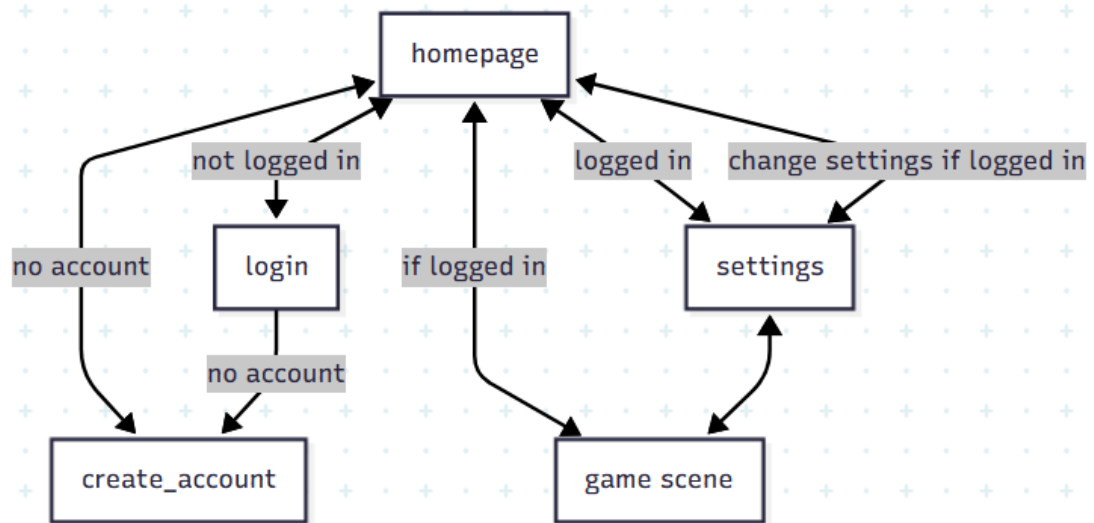 homepage
not logged in
logged in
change settings if logged in
no account
login
if logged in
settings
no account
create_account
game scene